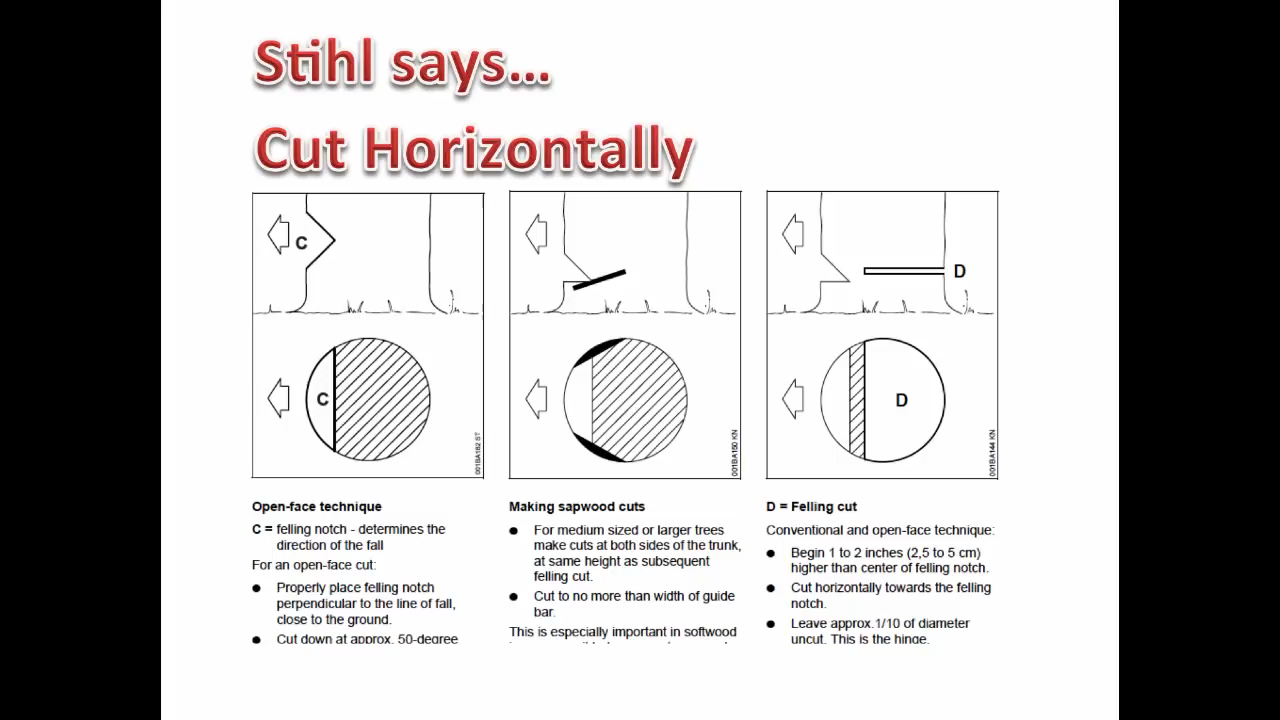 Stihl says...
Cut Horizontally
C
C
001BA182 ST
001BA150 KN
D
D
001BA144 KN
Open-face technique
C = felling notch - determines the
direction of the fall
For an open-face cut:
● Properly place felling notch
perpendicular to the line of fall,
close to the ground.
● Cut down at approx. 50-degree
Making sapwood cuts
● For medium sized or larger trees
make cuts at both sides of the trunk,
at same height as subsequent
felling cut.
● Cut to no more than width of guide
bar.
This is especially important in softwood
D = Felling cut
Conventional and open-face technique:
● Begin 1 to 2 inches (2,5 to 5 cm)
higher than center of felling notch.
● Cut horizontally towards the felling
notch.
● Leave approx.1/10 of diameter
uncut. This is the hinge.